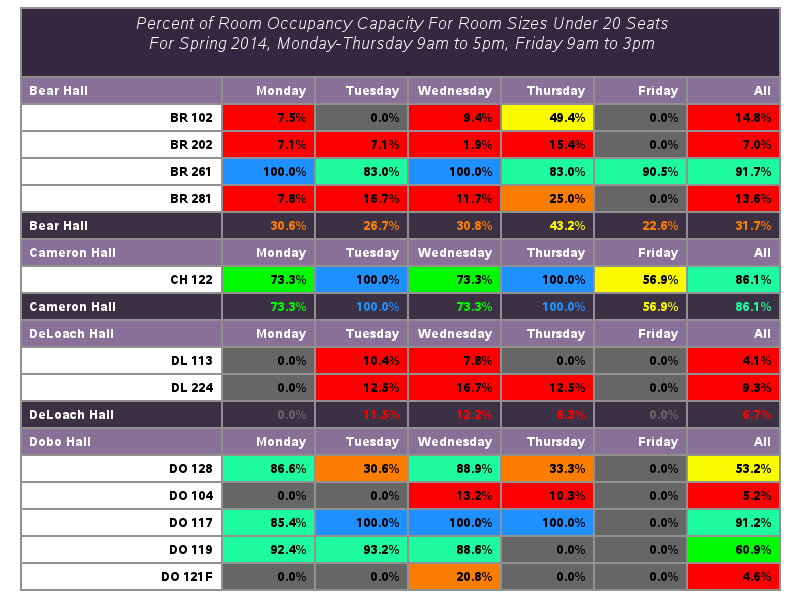 Percent of Room Occupancy Capacity For Room Sizes Under 20 Seats
For Spring 2014, Monday-Thursday 9am to 5pm, Friday 9am to 3pm
Bear Hall Monday Tuesday Wednesday Thursday Friday All
BR 102 7.5% 0.0% 9.4% 49.4% 0.0% 14.8%
BR 202 7.1% 7.1% 1.9% 15.4% 0.0% 7.0%
BR 261 100.0% 83.0% 100.0% 83.0% 90.5% 91.7%
BR 281 7.8% 16.7% 11.7% 25.0% 0.0% 13.6%
Bear Hall 30.6% 26.7% 30.8% 43.2% 22.6% 31.7%
Cameron Hall Monday Tuesday Wednesday Thursday Friday All
CH 122 73.3% 100.0% 73.3% 100.0% 56.9% 86.1%
Cameron Hall 73.3% 100.0% 73.3% 100.0% 56.9% 86.1%
DeLoach Hall Monday Tuesday Wednesday Thursday Friday All
DL 113 0.0% 10.4% 7.8% 0.0% 0.0% 4.1%
DL 224 0.0% 12.5% 16.7% 12.5% 0.0% 9.3%
DeLoach Hall 0.0% 11.5% 12.2% 6.3% 0.0% 6.7%
Dobo Hall Monday Tuesday Wednesday Thursday Friday All
DO 128 86.6% 30.6% 88.9% 33.3% 0.0% 53.2%
DO 104 0.0% 0.0% 13.2% 10.3% 0.0% 5.2%
DO 117 85.4% 100.0% 100.0% 100.0% 0.0% 91.2%
DO 119 92.4% 93.2% 88.6% 0.0% 0.0% 60.9%
DO 121F 0.0% 0.0% 20.8% 0.0% 0.0% 4.6%